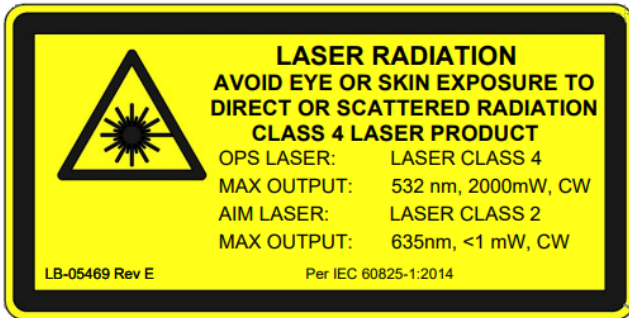 LASER RADIATION
AVOID EYE OR SKIN EXPOSURE TO
DIRECT OR SCATTERED RADIATION
CLASS 4 LASER PRODUCT
OPS LASER: LASER CLASS 4
MAX OUTPUT: 532 nm, 2000mW, CW
AIM LASER: LASER CLASS 2
MAX OUTPUT: 635nm, <1 mW, CW
LB-05469 Rev E Per IEC 60825-1:2014